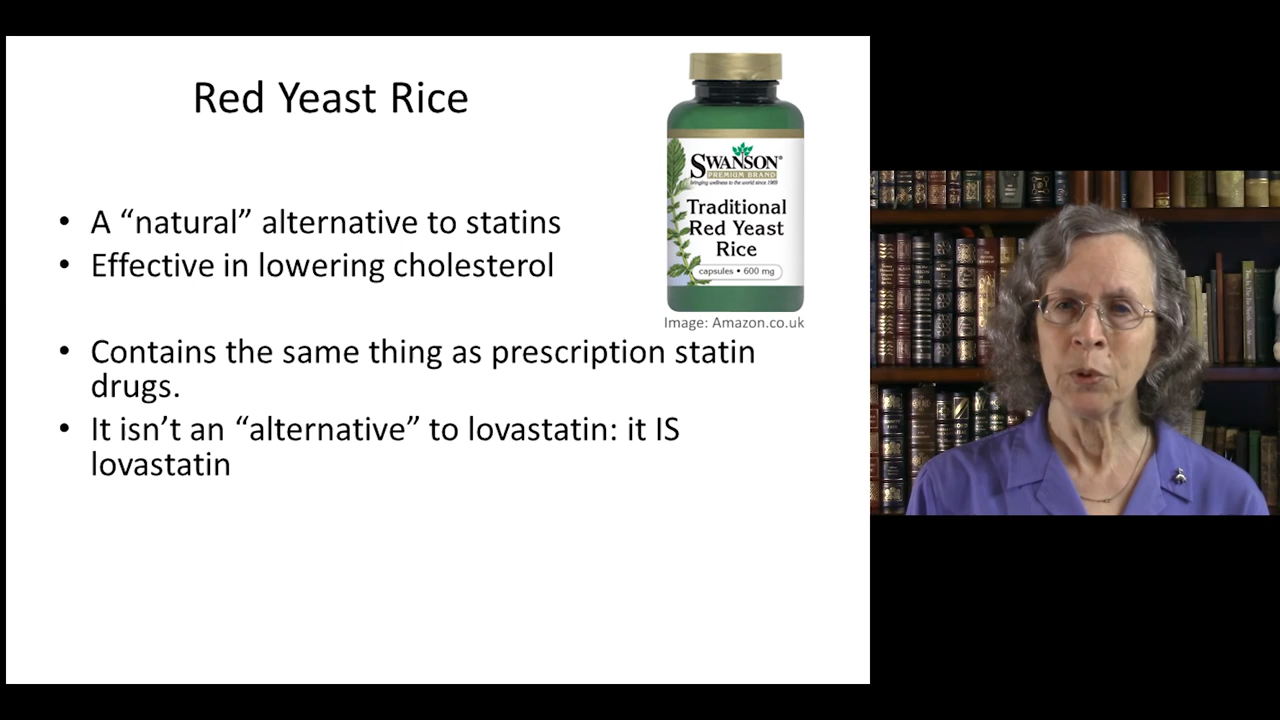 Red Yeast Rice
SWANSON®
PREMIUM BRAND
bringing wellness to the world since 1969
Traditional
Red Yeast
Rice
capsules • 600 mg
Image: Amazon.co.uk
• A “natural” alternative to statins
• Effective in lowering cholesterol
• Contains the same thing as prescription statin
drugs.
• It isn’t an “alternative” to lovastatin: it IS
lovastatin